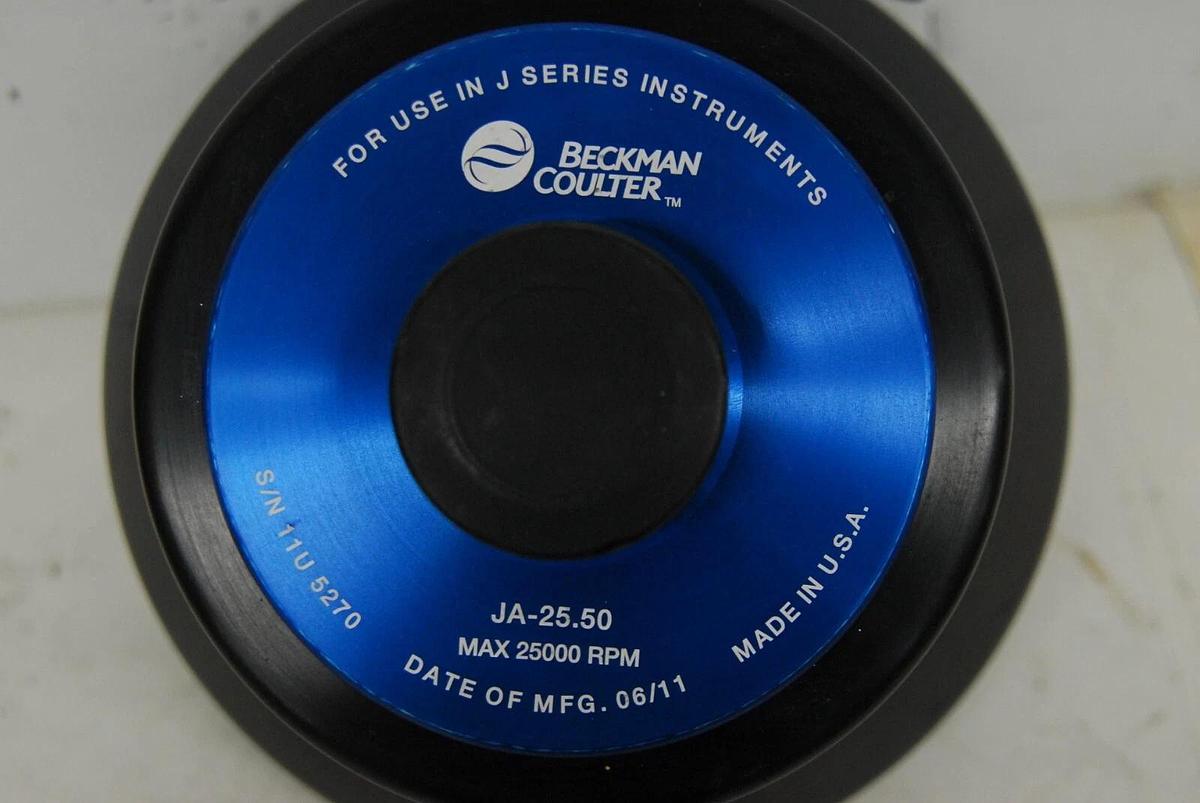 FOR USE IN J SERIES INSTRUMENTS
BECKMAN
COULTER™
S/N 11U 5270
JA-25.50
MAX 25000 RPM
DATE OF MFG. 06/11
MADE IN U.S.A.